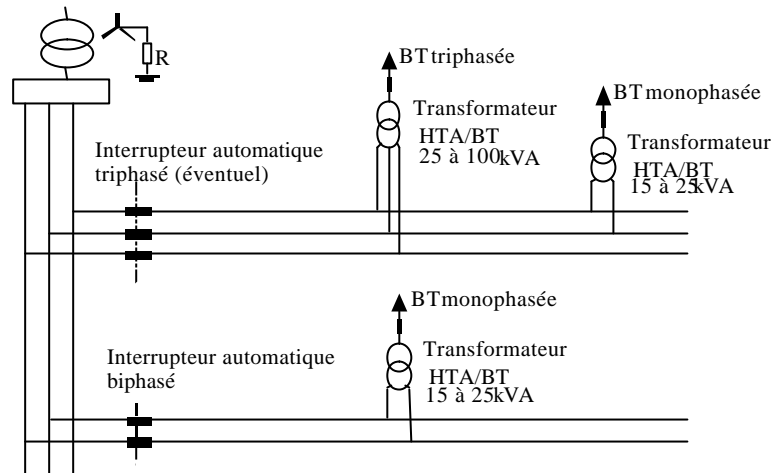 R
BT triphasée
Transformateur
HTA/BT
25 à 100kVA
BT monophasée
Transformateur
HTA/BT
15 à 25kVA
Interrupteur automatique
triphasé (éventuel)
BT monophasée
Transformateur
HTA/BT
15 à 25kVA
Interrupteur automatique
biphasé